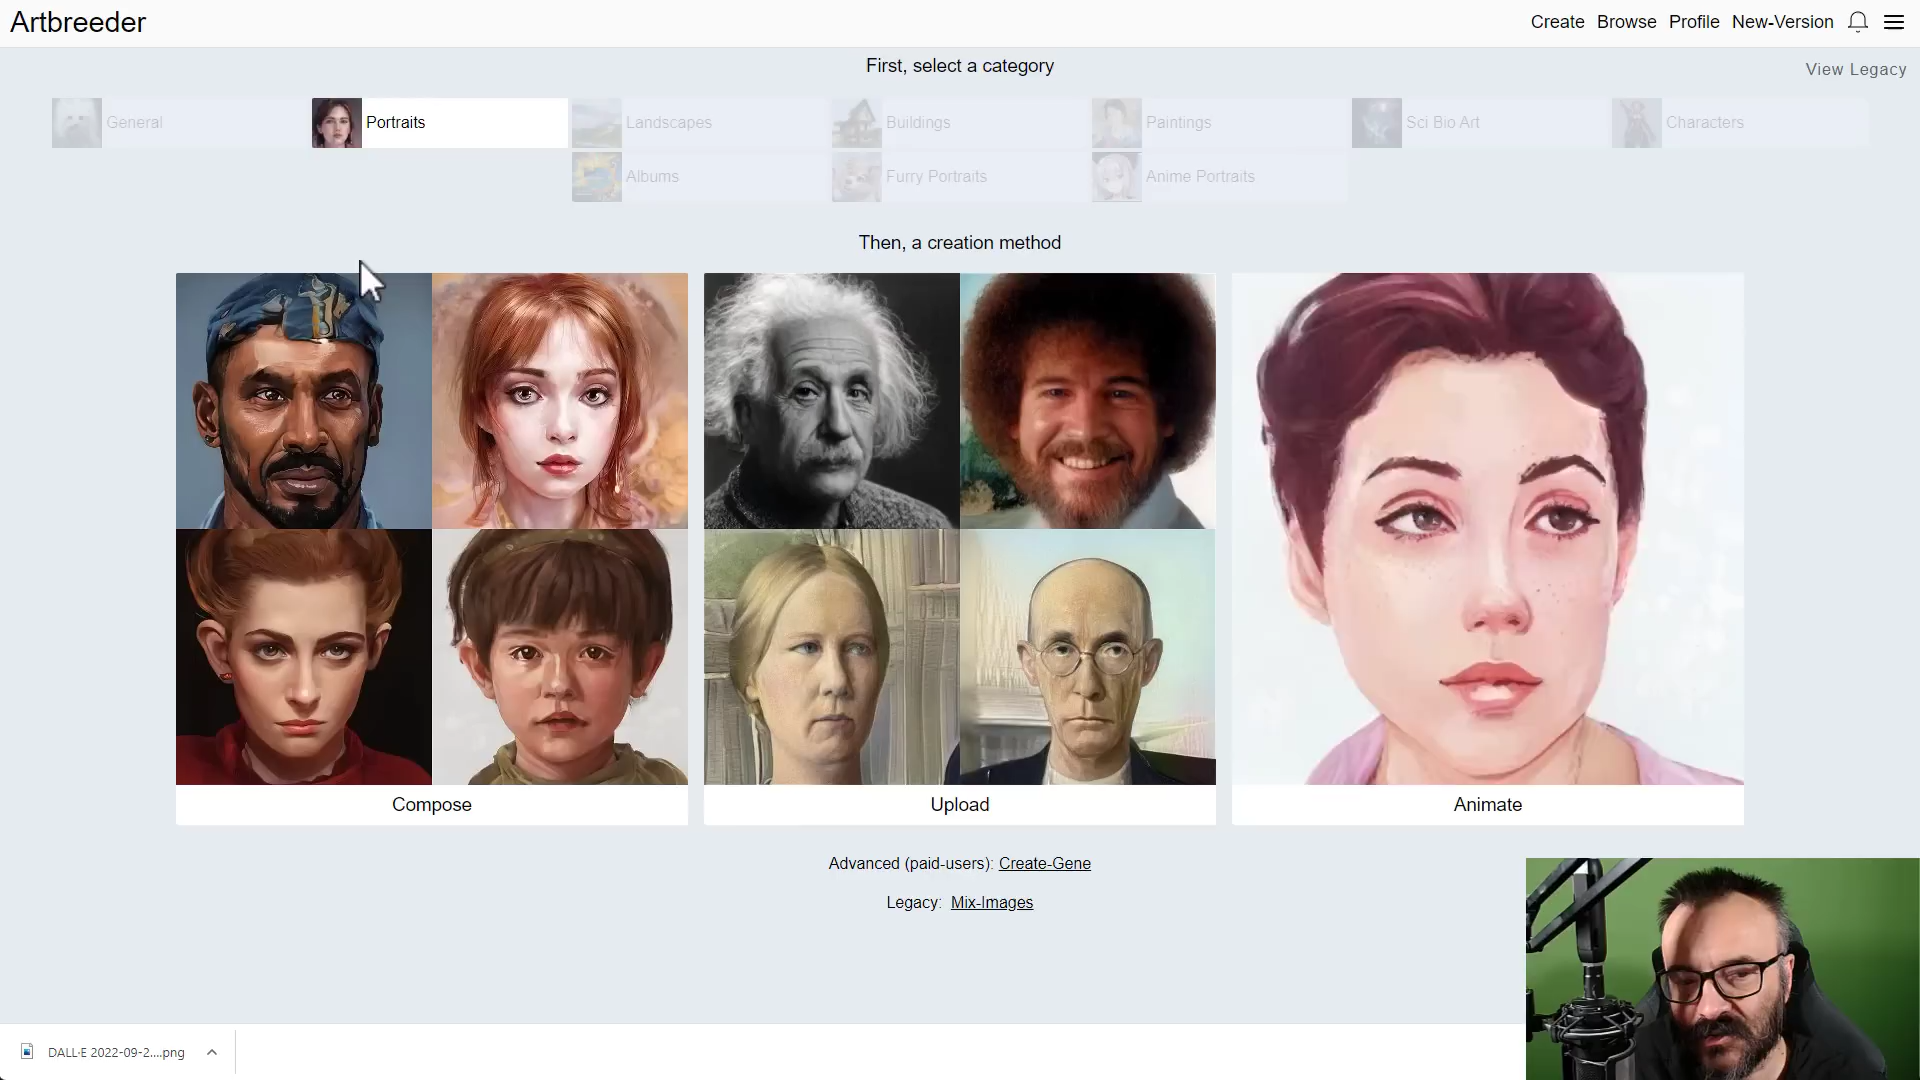 Artbreeder
Create Browse Profile New-Version
First, select a category
View Legacy
General
Portraits
Landscapes
Buildings
Paintings
Sci Bio Art
Characters
Albums
Furry Portraits
Anime Portraits
Then, a creation method
Compose
Upload
Animate
Advanced (paid-users): Create-Gene
Legacy: Mix-Images
DALL·E 2022-09-2....png